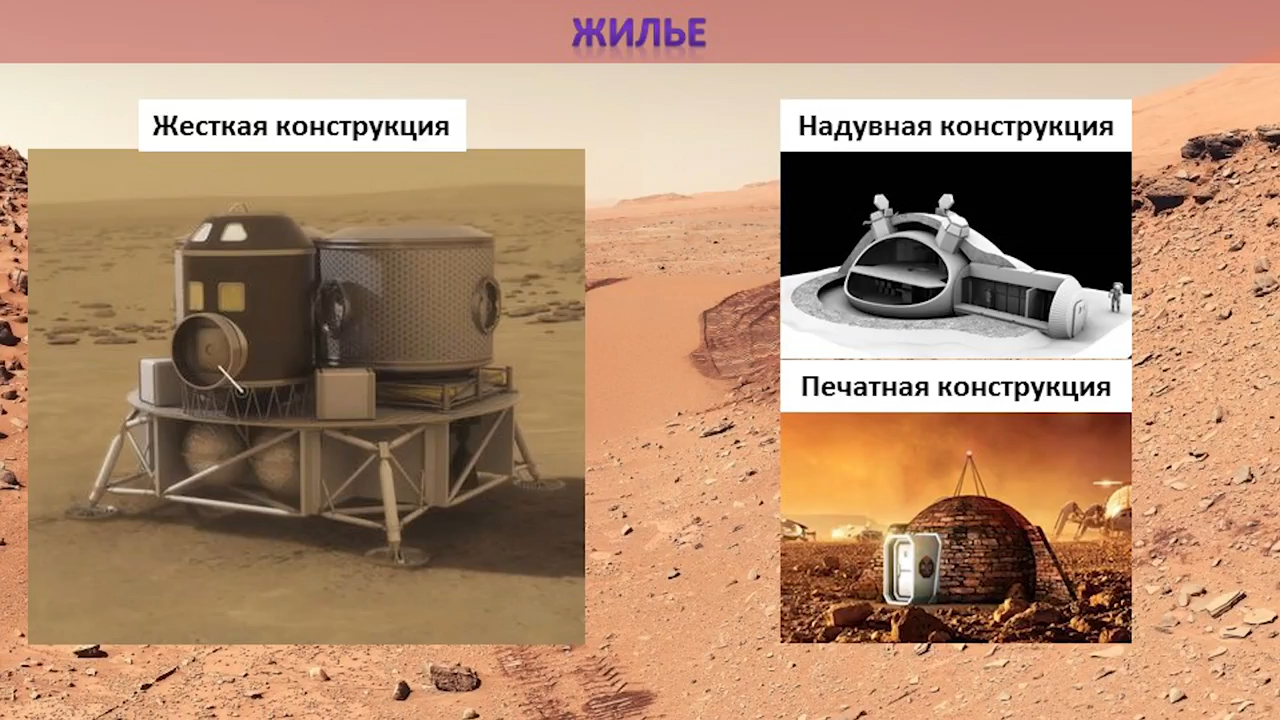 ЖИЛЬЕ
Жесткая конструкция
Надувная конструкция
Печатная конструкция